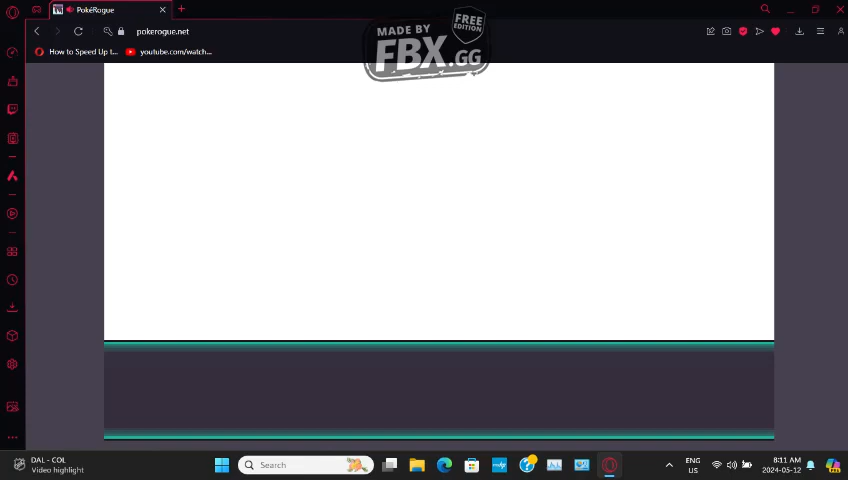 PokéRogue
pokerogue.net
MADE BY
FBX.GG
FREE
EDITION
How to Speed Up t...
youtube.com/watch...
DAL - COL
Video highlight
Search
ENG
US
8:11 AM
2024-05-12